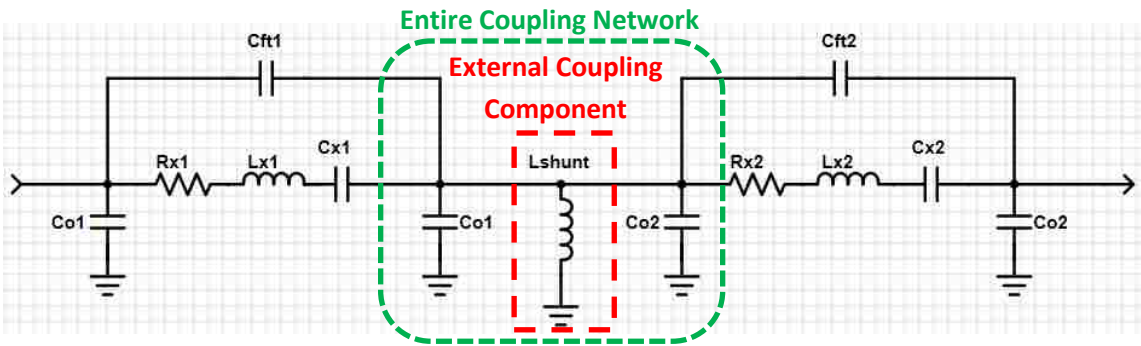 Entire Coupling Network
Cft1
Cft2
External Coupling
Component
Rx1
Lx1
Cx1
Lshunt
Rx2
Lx2
Cx2
Co1
Co1
Co2
Co2